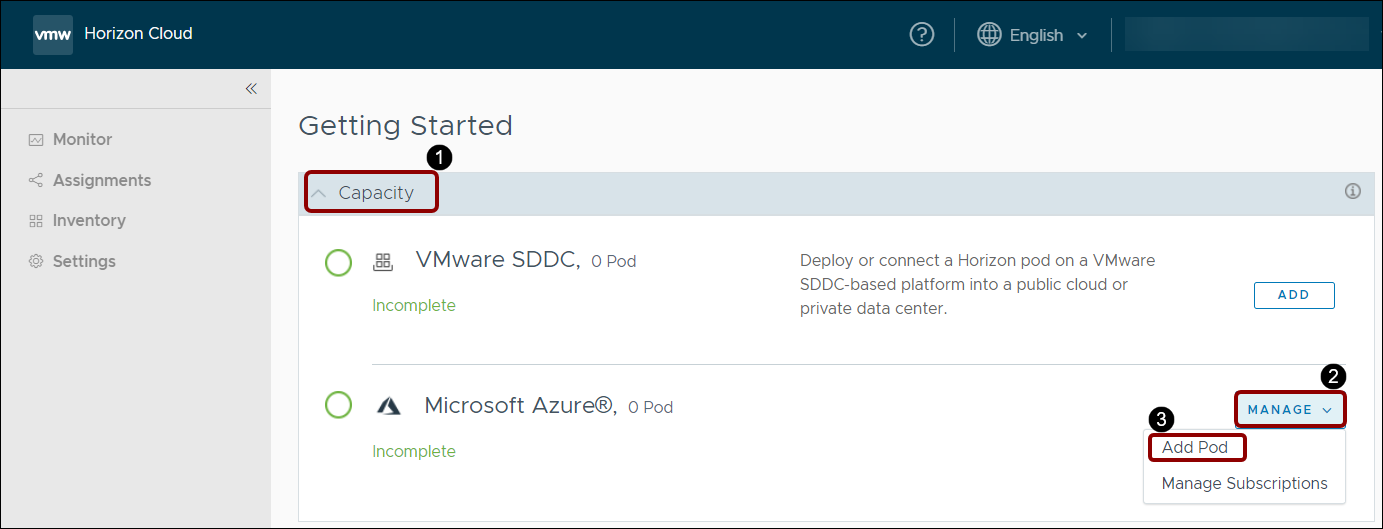 vmw Horizon Cloud
? English
Monitor
Assignments
Inventory
Settings
Getting Started
1
Capacity
VMware SDDC, 0 Pod
Incomplete
Deploy or connect a Horizon pod on a VMware
SDDC-based platform into a public cloud or
private data center.
ADD
Microsoft Azure®, 0 Pod
Incomplete
2
MANAGE
3
Add Pod
Manage Subscriptions